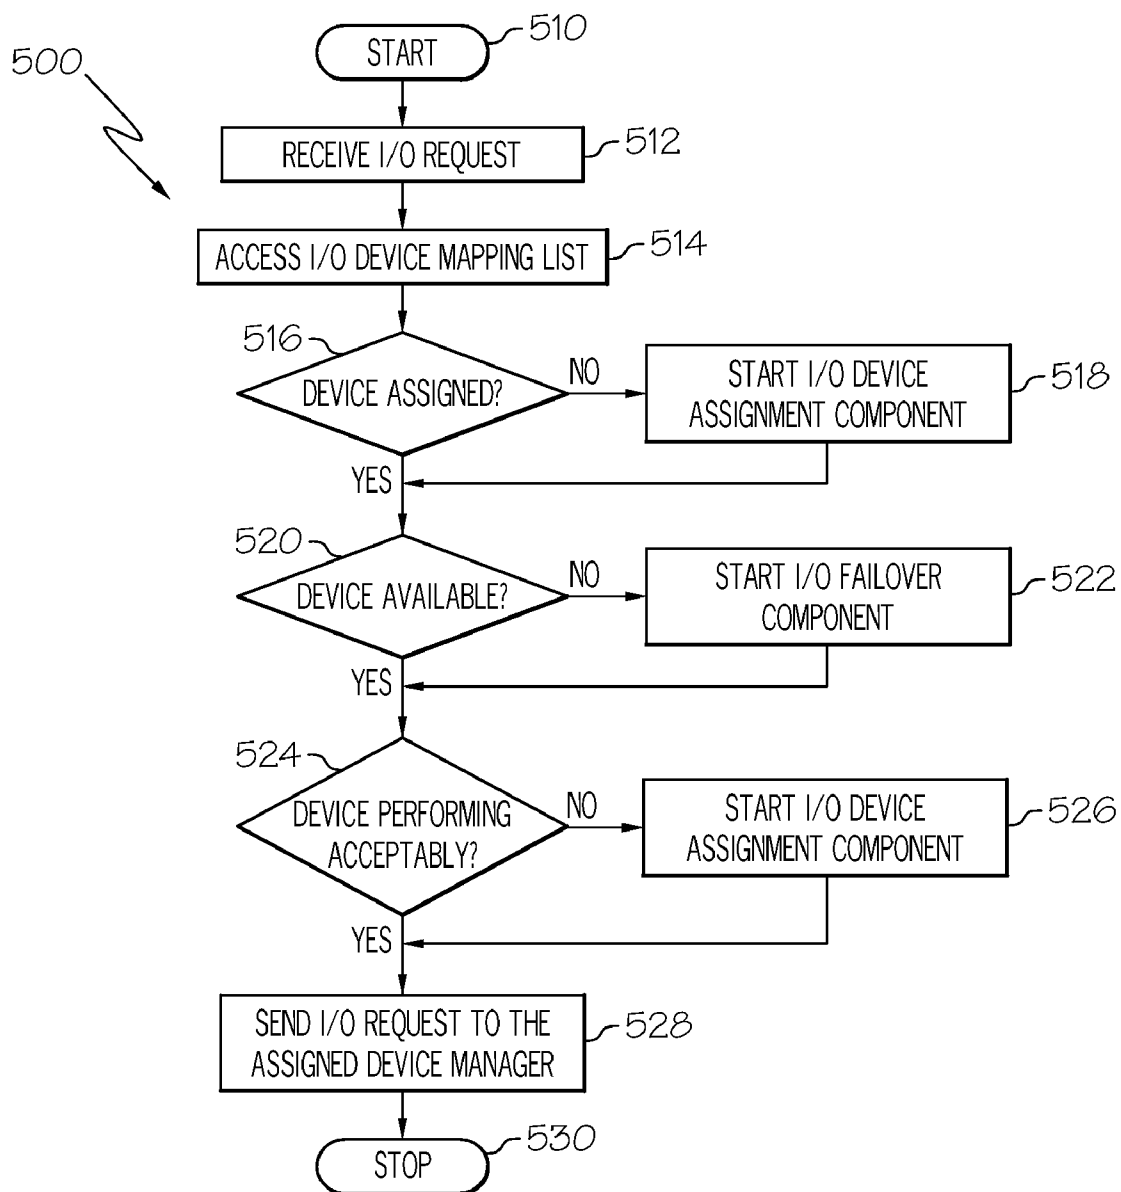 500
START
510
RECEIVE I/O REQUEST
512
ACCESS I/O DEVICE MAPPING LIST
514
516
DEVICE ASSIGNED?
NO
START I/O DEVICE
ASSIGNMENT COMPONENT
518
YES
520
DEVICE AVAILABLE?
NO
START I/O FAILOVER
COMPONENT
522
YES
524
DEVICE PERFORMING
ACCEPTABLY?
NO
START I/O DEVICE
ASSIGNMENT COMPONENT
526
YES
SEND I/O REQUEST TO THE
ASSIGNED DEVICE MANAGER
528
STOP
530